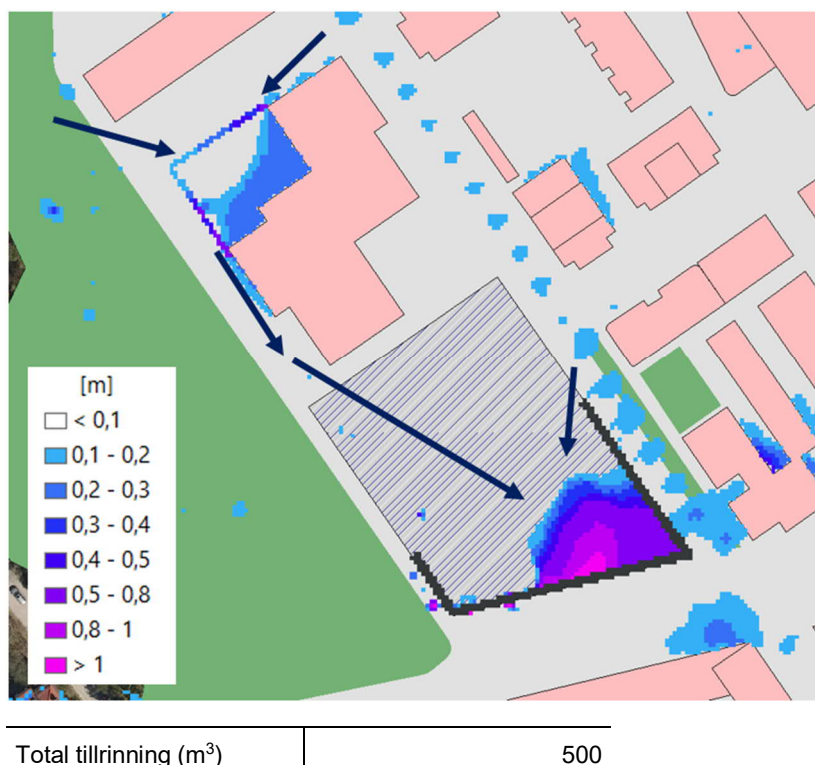 [m]
< 0,1
0,1 - 0,2
0,2 - 0,3
0,3 - 0,4
0,4 - 0,5
0,5 - 0,8
0,8 - 1
> 1
Total tillrinning (m³) 500